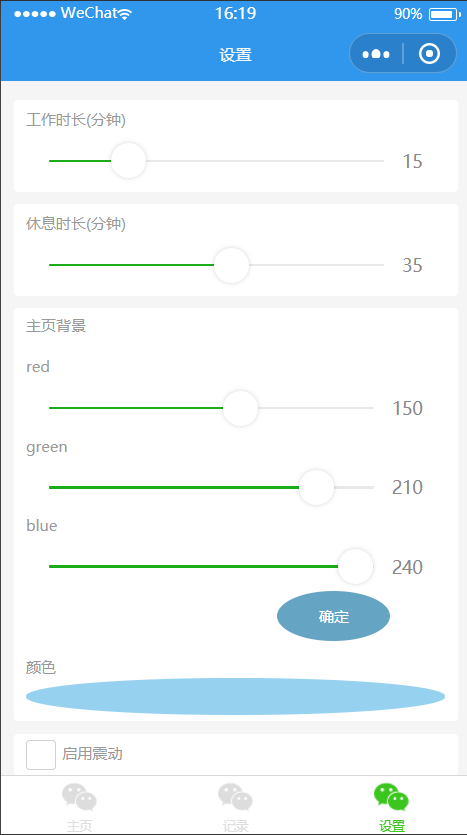 WeChat 16:19 90%
设置
工作时长(分钟)
15
休息时长(分钟)
35
主页背景
red
150
green
210
blue
240
确定
颜色
启用震动
主页 记录 设置